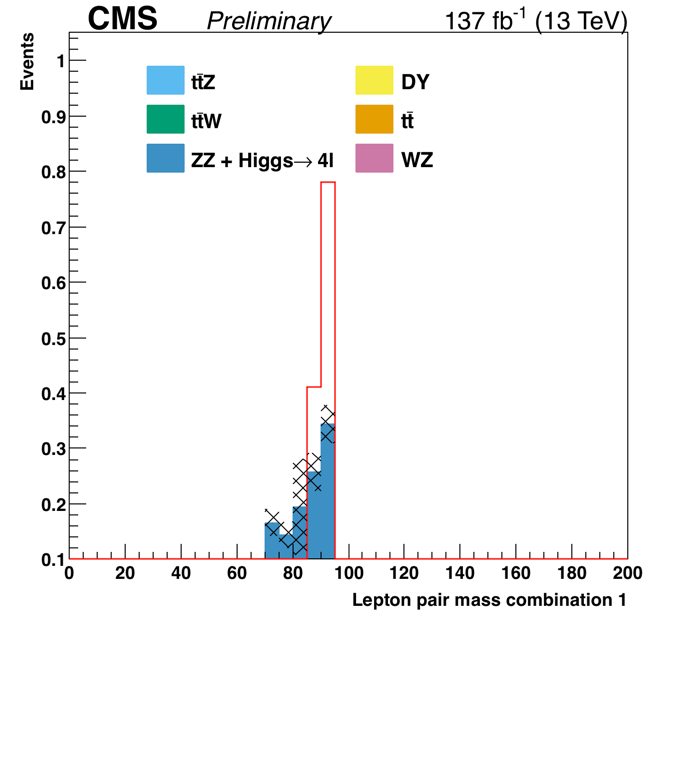 CMS Preliminary 137 fb⁻¹ (13 TeV)
Events
1
0.9
0.8
0.7
0.6
0.5
0.4
0.3
0.2
0.1
tt̄Z DY
tt̄W tt̄
ZZ + Higgs→ 4l WZ
0 20 40 60 80 100 120 140 160 180 200
Lepton pair mass combination 1